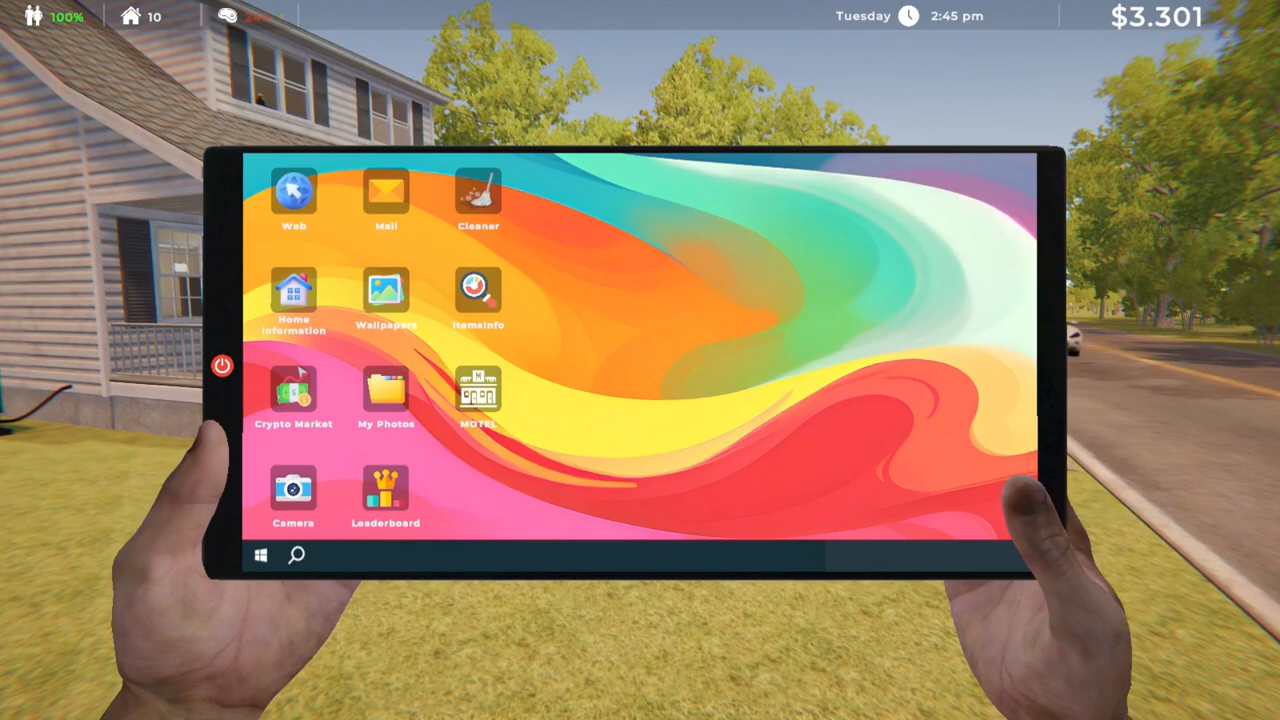 100%
10
Tuesday
2:45 pm
$3.301
Web
Mail
Cleaner
Home
Information
Wallpapers
ItemsInfo
Crypto Market
My Photos
H
MOTEL
Camera
Leaderboard